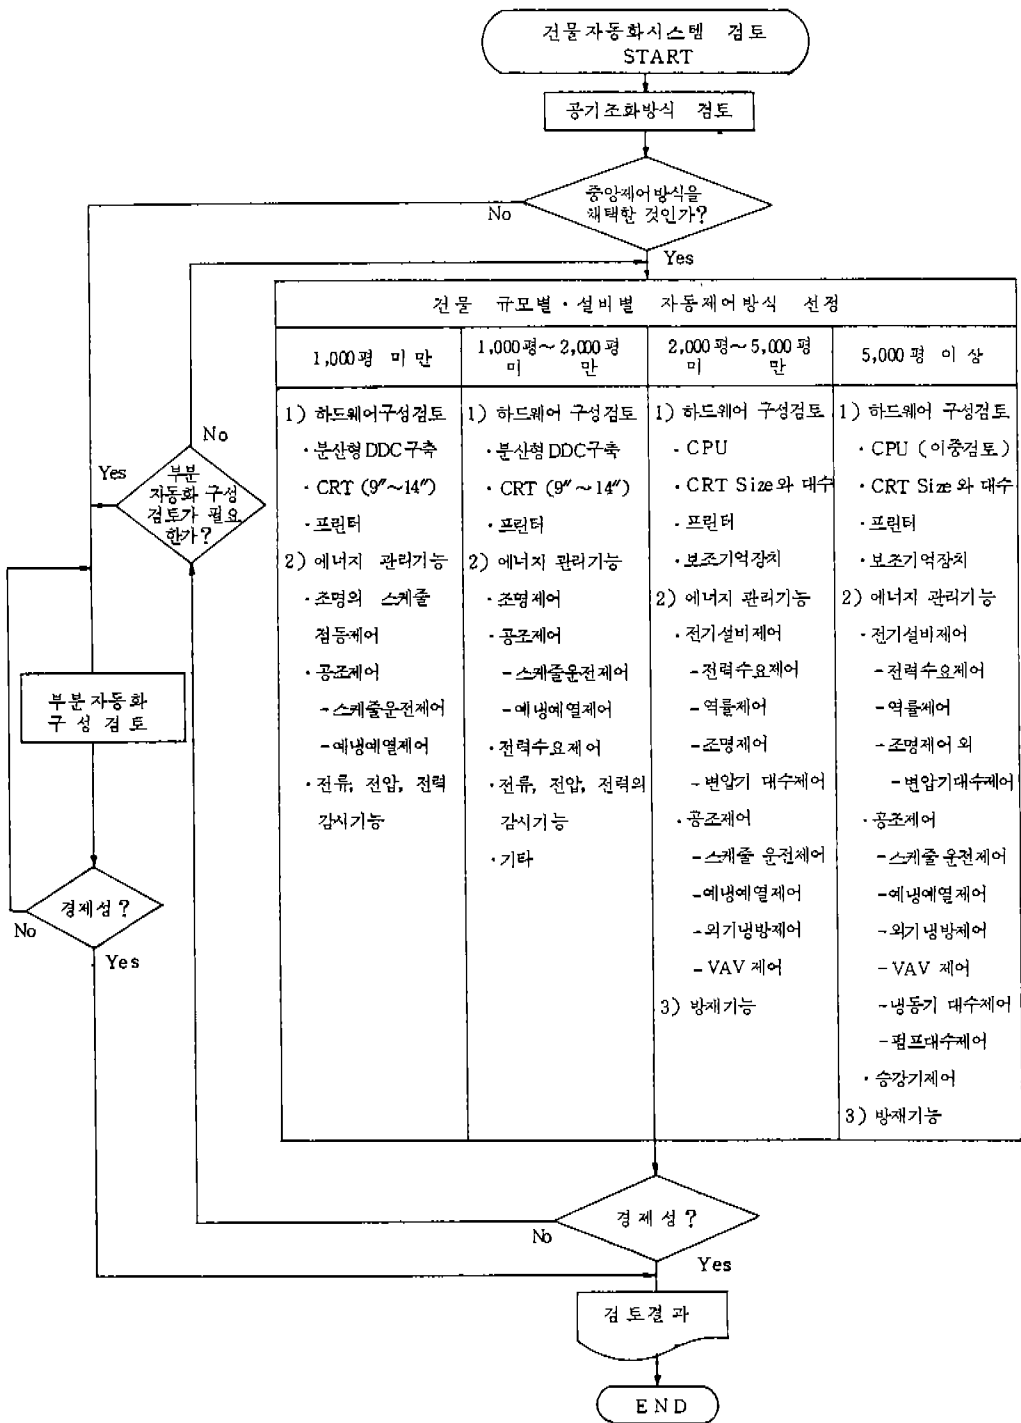 건물자동화시스템 검토
START
공기조화방식 검토
중앙제어방식을
채택한 것인가?
No
Yes
건물 규모별·설비별 자동제어방식 선정
1,000평 미만
1)하드웨어구성검토
·분산형 DDC구축
·CRT (9″~14″)
·프린터
2)에너지 관리기능
·조명의 스케줄
점등제어
·공조제어
-스케줄운전제어
-예냉예열제어
·전류, 전압, 전력
감시기능
1,000평~2,000평
미 만
1)하드웨어 구성검토
·분산형 DDC구축
·CRT (9″~14″)
·프린터
2)에너지 관리기능
·조명제어
·공조제어
-스케줄운전제어
-예냉예열제어
·전력수요제어
·전류, 전압, 전력의
감시기능
·기타
2,000평~5,000평
미 만
1)하드웨어 구성검토
·CPU
·CRT Size와 대수
·프린터
·보조기억장치
2)에너지 관리기능
·전기설비제어
-전력수요제어
-역률제어
-조명제어
-변압기 대수제어
·공조제어
-스케줄 운전제어
-예냉예열제어
-외기냉방제어
-VAV 제어
3)방재기능
5,000평 이상
1)하드웨어 구성검토
·CPU (이중검토)
·CRT Size와 대수
·프린터
·보조기억장치
2)에너지 관리기능
·전기설비제어
-전력수요제어
-역률제어
-조명제어 외
-변압기대수제어
·공조제어
-스케줄 운전제어
-예냉예열제어
-외기냉방제어
-VAV 제어
-냉동기 대수제어
-펌프대수제어
·승강기제어
3)방재기능
No
Yes
부분
자동화 구성
검토가 필요
한가?
부분자동화
구성검토
경제성?
No
Yes
경제성?
No
Yes
검토결과
END